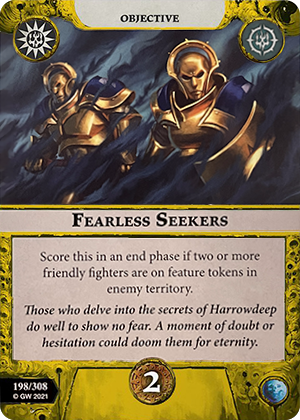 OBJECTIVE
FEARLESS SEEKERS
Score this in an end phase if two or more
friendly fighters are on feature tokens in
enemy territory.
Those who delve into the secrets of Harrowdeep
do well to show no fear. A moment of doubt or
hesitation could doom them for eternity.
198/308
© GW 2021
2